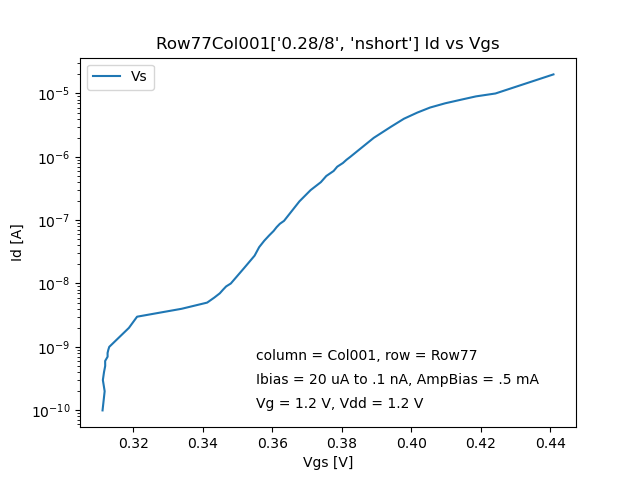 Row77Col001['0.28/8', 'nshort'] Id vs Vgs
Vs
Id [A]
10⁻⁵
10⁻⁶
10⁻⁷
10⁻⁸
10⁻⁹
10⁻¹⁰
column = Col001, row = Row77
Ibias = 20 uA to .1 nA, AmpBias = .5 mA
Vg = 1.2 V, Vdd = 1.2 V
0.32 0.34 0.36 0.38 0.40 0.42 0.44
Vgs [V]